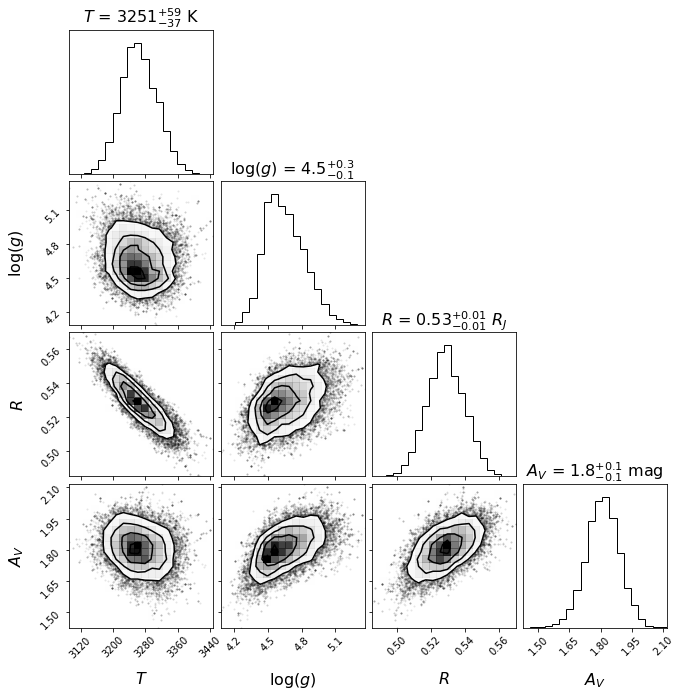 T = 3251+59−37 K
log(g) = 4.5+0.3−0.1
5.1
4.8
4.5
4.2
log(g)
R = 0.53+0.01−0.01 RJ
0.56
0.54
0.52
0.50
R
AV = 1.8+0.1−0.1 mag
2.10
1.95
1.80
1.65
1.50
AV
3120 3200 3280 3360 3440
4.2 4.5 4.8 5.1
0.50 0.52 0.54 0.56
1.50 1.65 1.80 1.95 2.10
T log(g) R AV